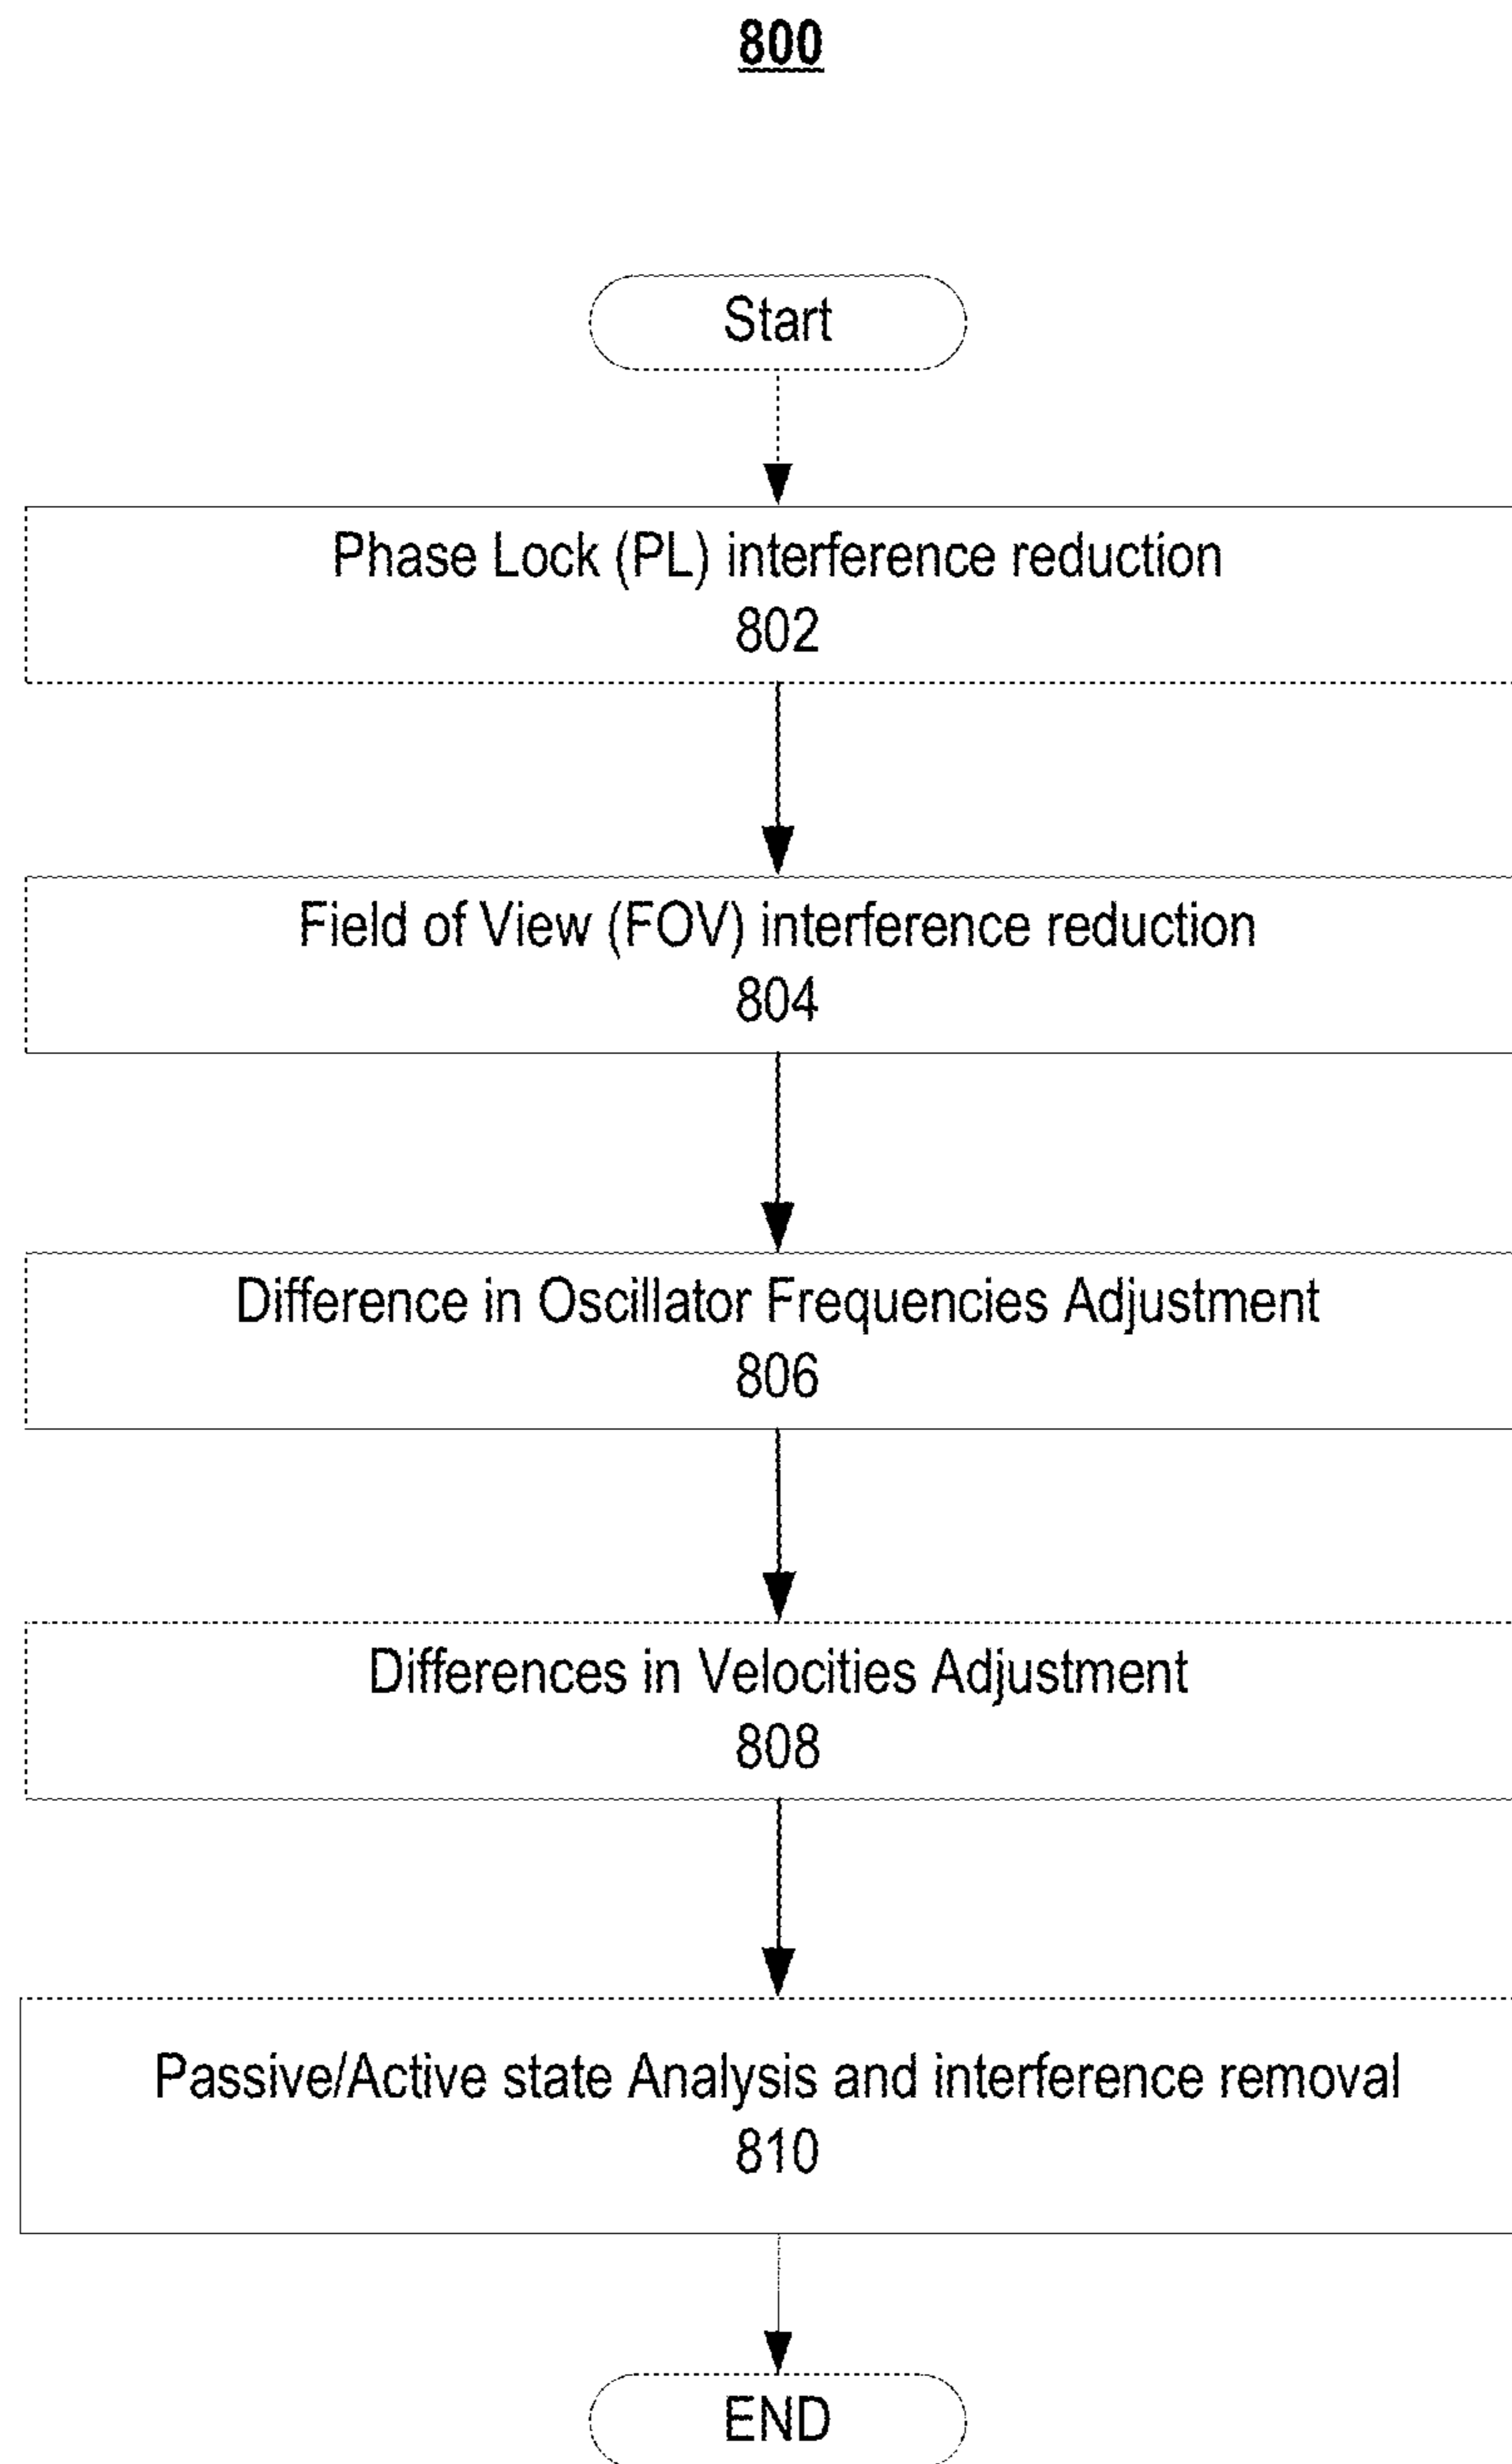 800
Start
Phase Lock (PL) interference reduction
802
Field of View (FOV) interference reduction
804
Difference in Oscillator Frequencies Adjustment
806
Differences in Velocities Adjustment
808
Passive/Active state Analysis and interference removal
810
END